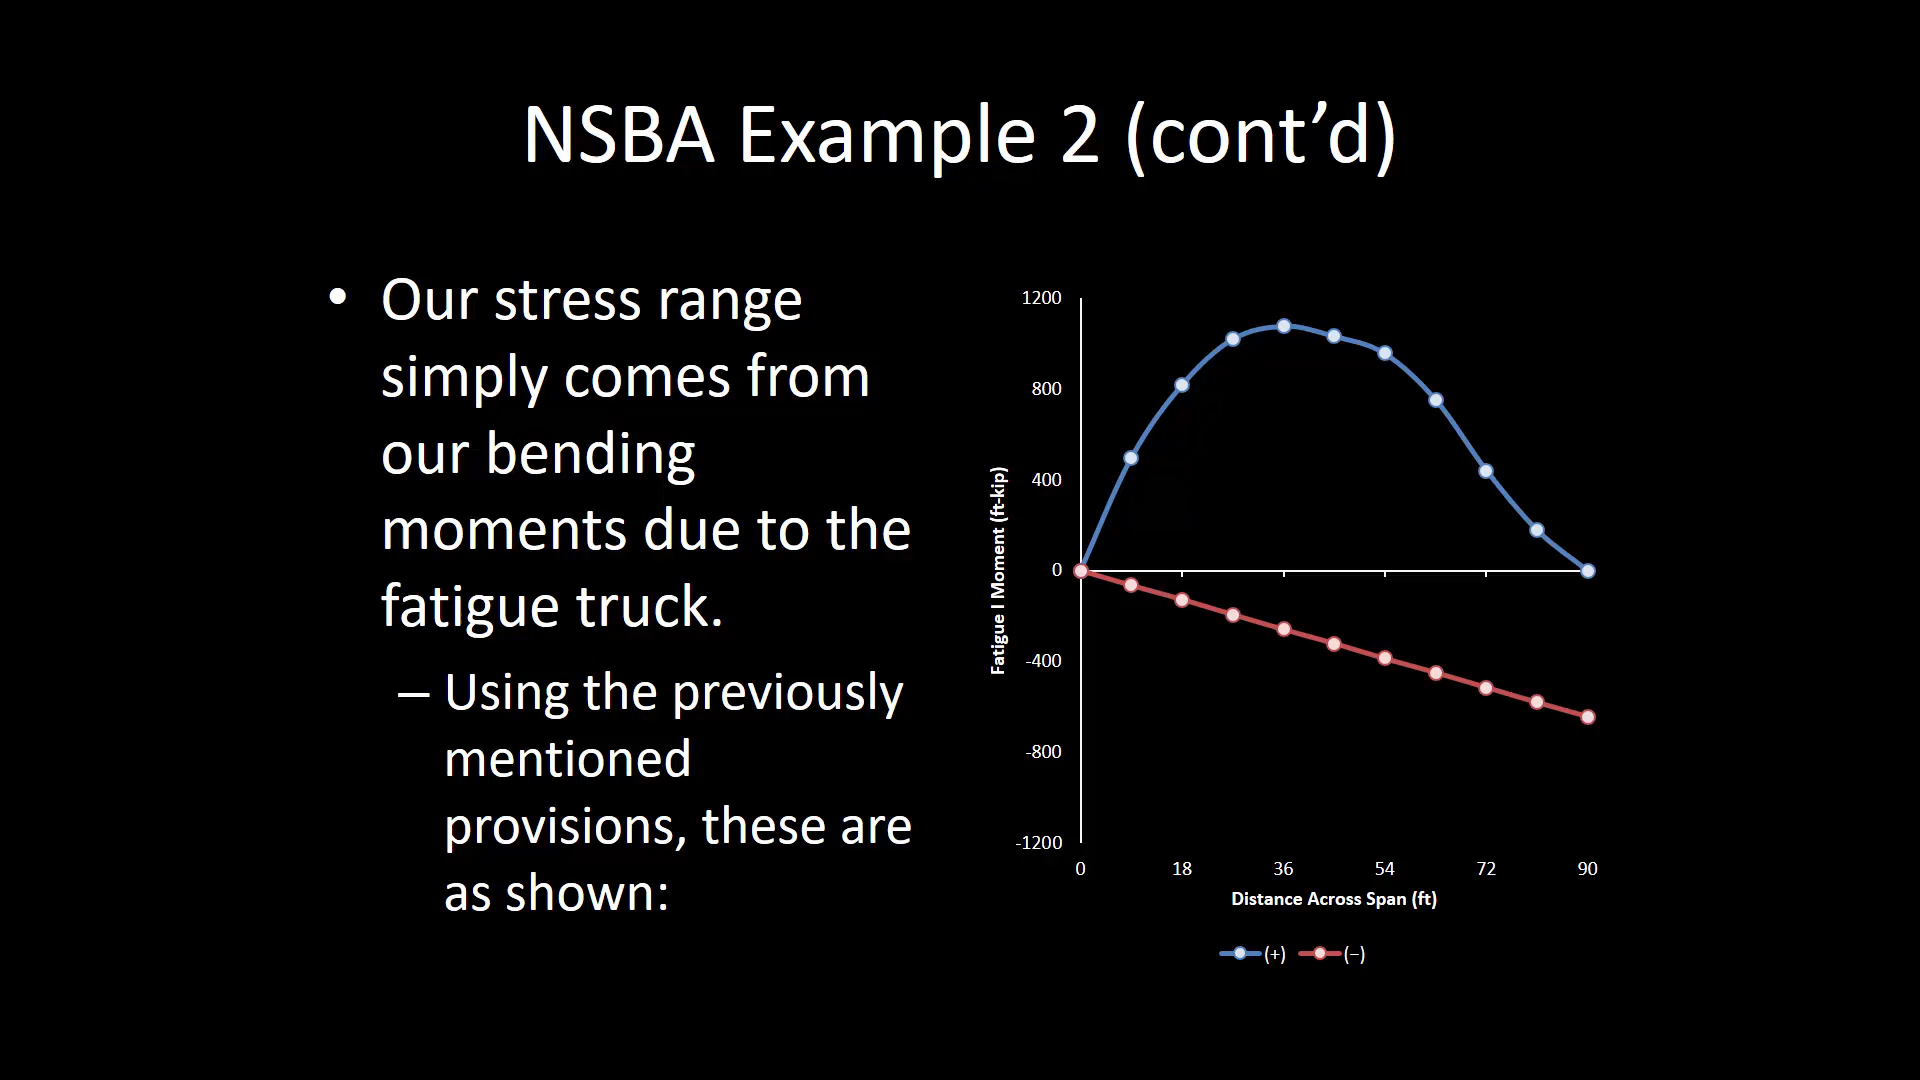 NSBA Example 2 (cont’d)
• Our stress range
simply comes from
our bending
moments due to the
fatigue truck.
– Using the previously
mentioned
provisions, these are
as shown:
Fatigue I Moment (ft-kip)
1200
800
400
0
-400
-800
-1200
0 18 36 54 72 90
Distance Across Span (ft)
(+) (−)